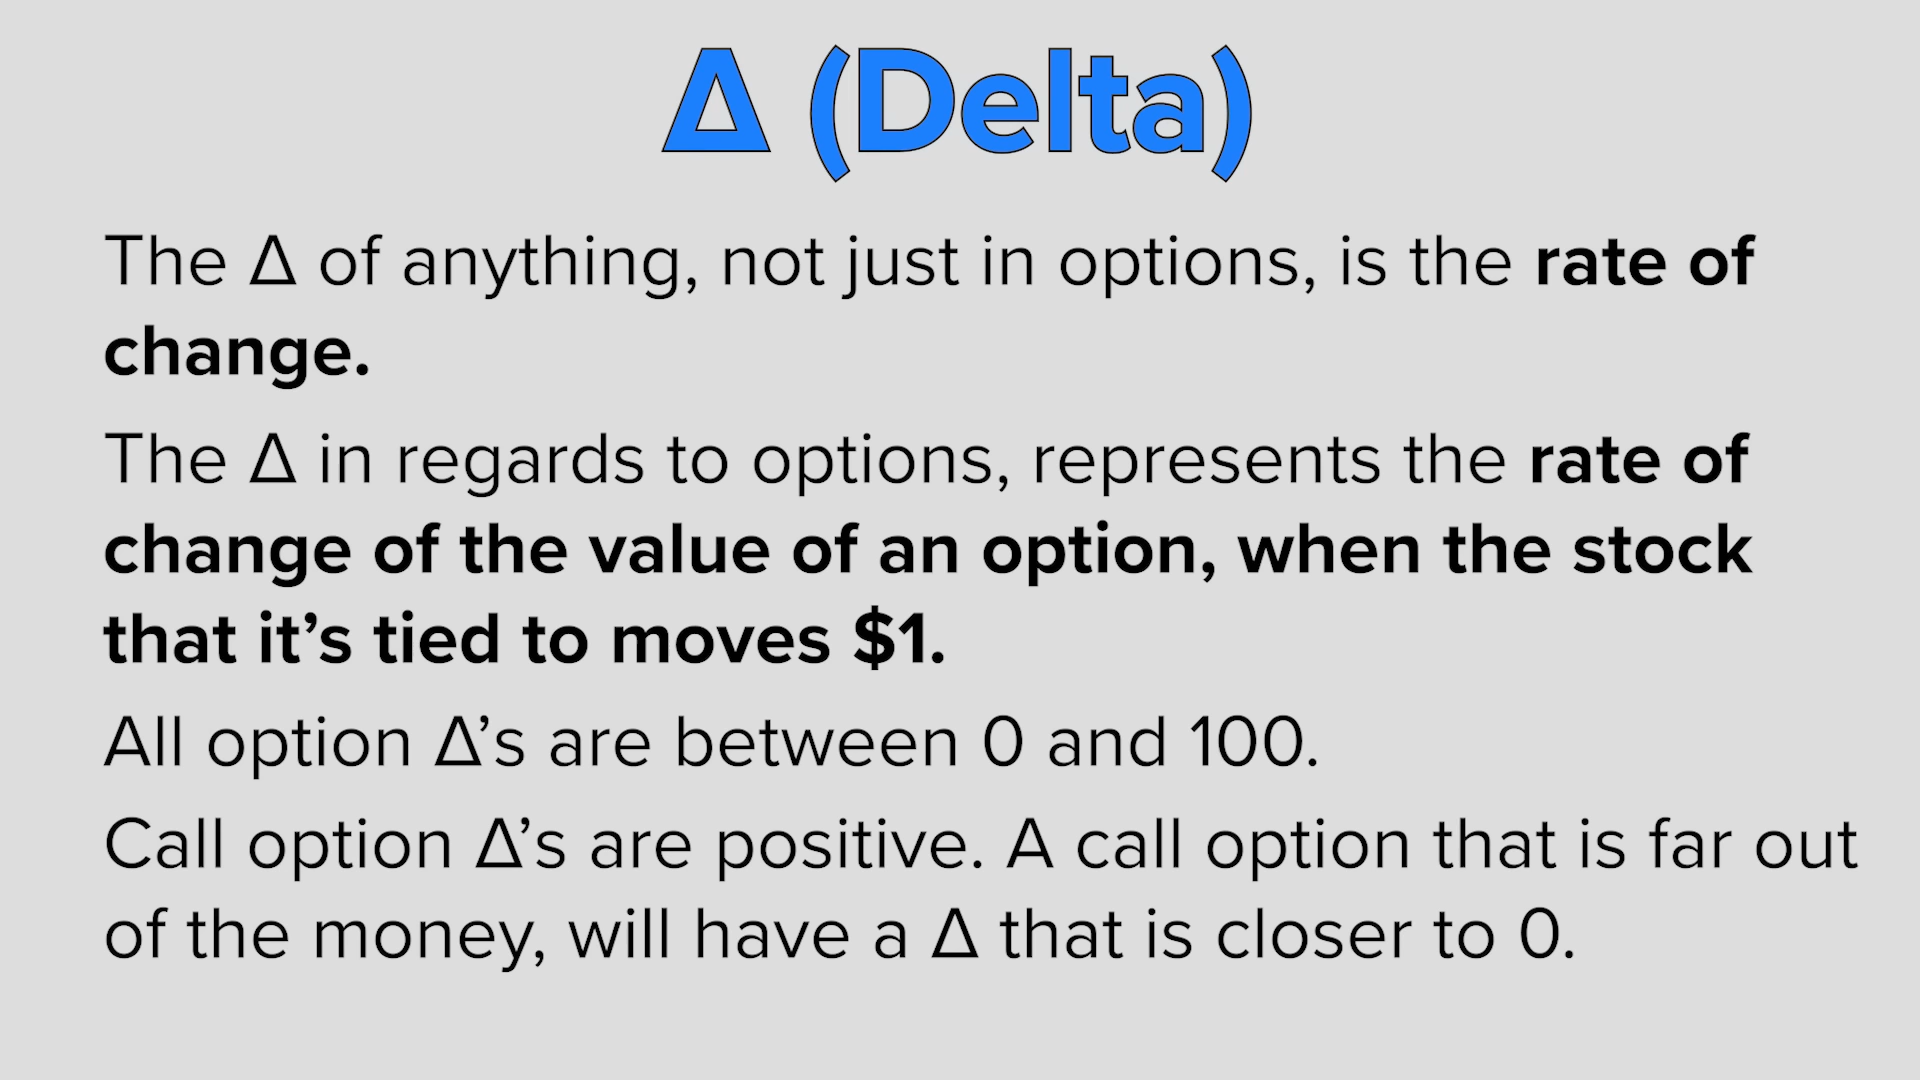 Δ (Delta)
The Δ of anything, not just in options, is the rate of
change.
The Δ in regards to options, represents the rate of
change of the value of an option, when the stock
that it’s tied to moves $1.
All option Δ’s are between 0 and 100.
Call option Δ’s are positive. A call option that is far out
of the money, will have a Δ that is closer to 0.